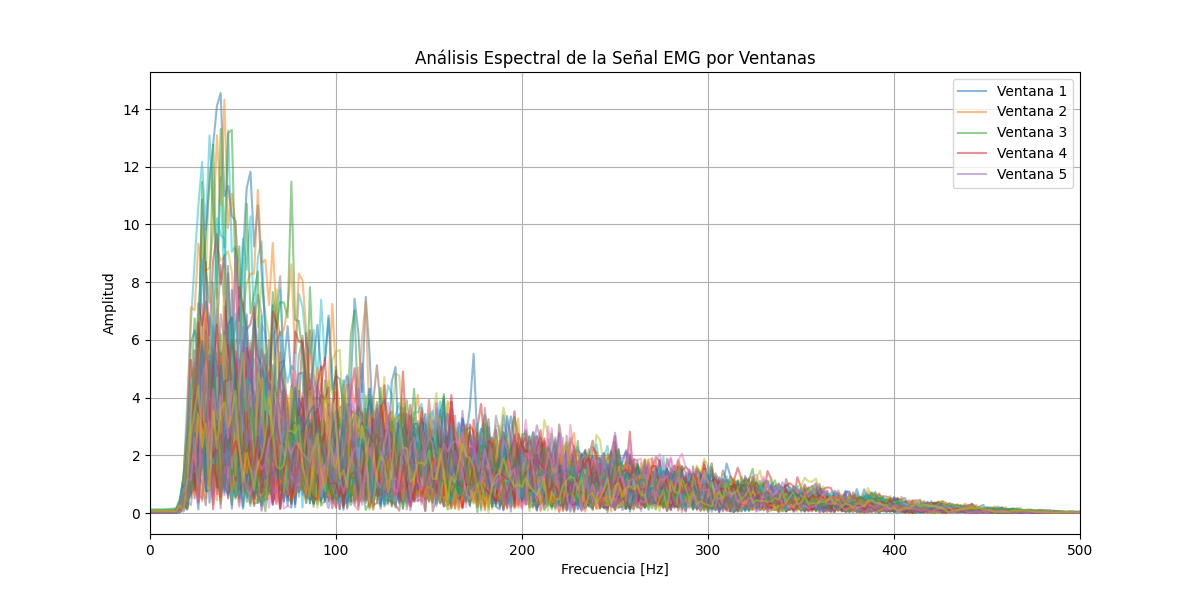 Análisis Espectral de la Señal EMG por Ventanas
Amplitud
14
12
10
8
6
4
2
0
Ventana 1
Ventana 2
Ventana 3
Ventana 4
Ventana 5
0 100 200 300 400 500
Frecuencia [Hz]